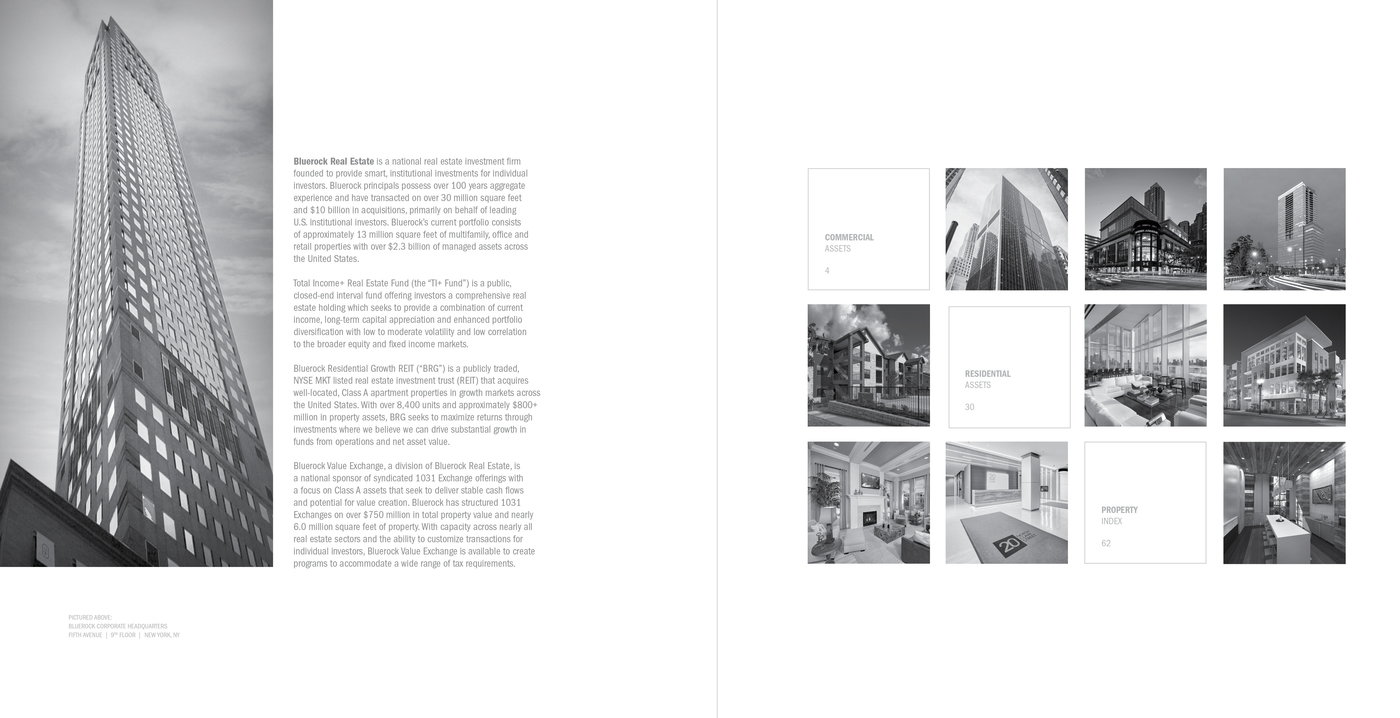 Bluerock Real Estate is a national real estate investment firm
founded to provide smart, institutional investments for individual
investors. Bluerock principals possess over 100 years aggregate
experience and have transacted on over 30 million square feet
and $10 billion in acquisitions, primarily on behalf of leading
U.S. institutional investors. Bluerock's current portfolio consists
of approximately 13 million square feet of multifamily, office and
retail properties with over $2.3 billion of managed assets across
the United States.
Total Income+ Real Estate Fund (the “TI+ Fund”) is a public,
closed-end interval fund offering investors a comprehensive real
estate holding which seeks to provide a combination of current
income, long-term capital appreciation and enhanced portfolio
diversification with low to moderate volatility and low correlation
to the broader equity and fixed income markets.
Bluerock Residential Growth REIT (“BRG”) is a publicly traded,
NYSE MKT listed real estate investment trust (REIT) that acquires
well-located, Class A apartment properties in growth markets across
the United States. With over 8,400 units and approximately $800+
million in property assets, BRG seeks to maximize returns through
investments where we believe we can drive substantial growth in
funds from operations and net asset value.
Bluerock Value Exchange, a division of Bluerock Real Estate, is
a national sponsor of syndicated 1031 Exchange offerings with
a focus on Class A assets that seek to deliver stable cash flows
and potential for value creation. Bluerock has structured 1031
Exchanges on over $750 million in total property value and nearly
6.0 million square feet of property. With capacity across nearly all
real estate sectors and the ability to customize transactions for
individual investors, Bluerock Value Exchange is available to create
programs to accommodate a wide range of tax requirements.
PICTURED ABOVE:
BLUEROCK CORPORATE HEADQUARTERS
FIFTH AVENUE | 9TH FLOOR | NEW YORK, NY
COMMERCIAL
ASSETS
4
RESIDENTIAL
ASSETS
30
20
PROPERTY
INDEX
62